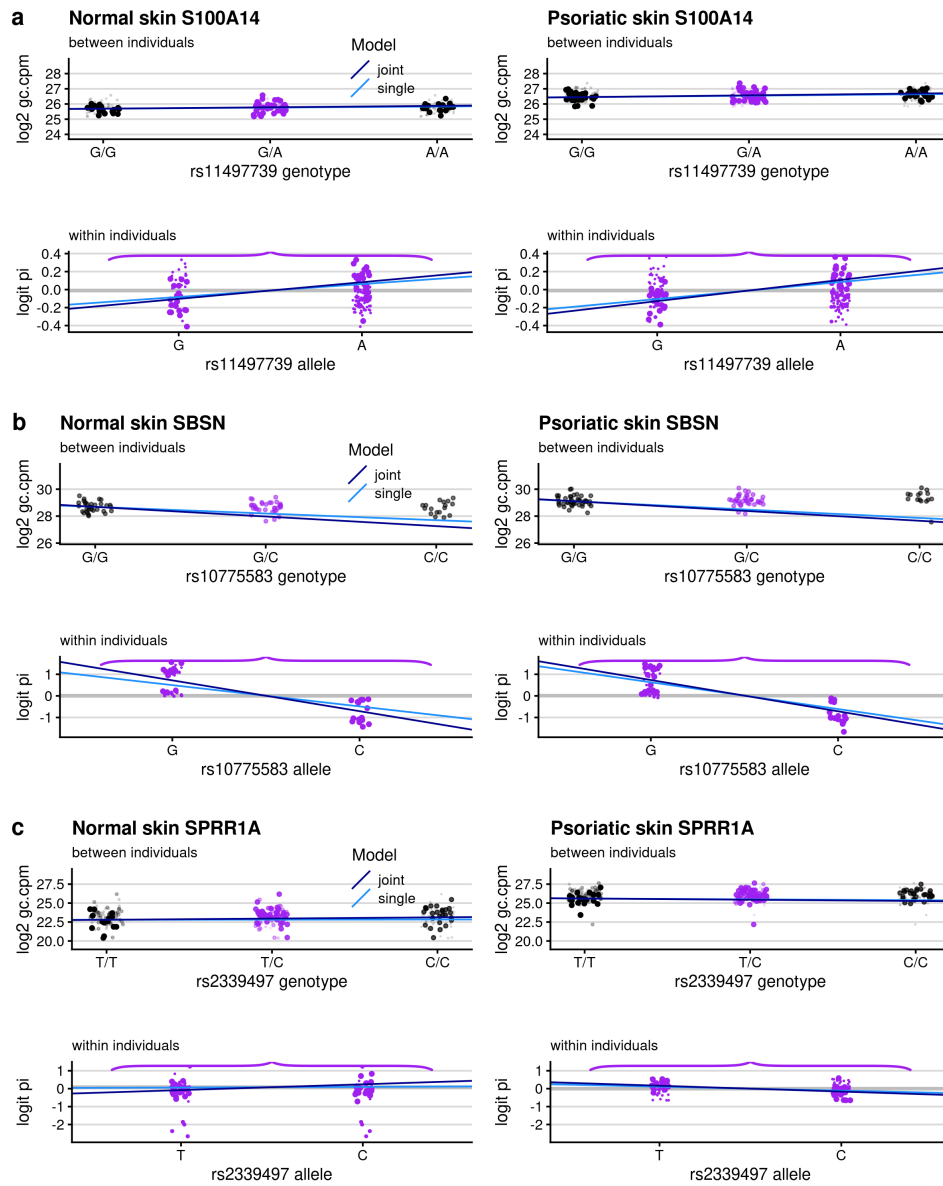 a
Normal skin S100A14
Psoriatic skin S100A14
between individuals
between individuals
Model
joint
single
log2 gc.cpm
28
27
26
25
24
G/G
G/A
A/A
rs11497739 genotype
log2 gc.cpm
28
27
26
25
24
G/G
G/A
A/A
rs11497739 genotype
within individuals
within individuals
logit pi
0.4
0.2
0.0
-0.2
-0.4
G
A
rs11497739 allele
logit pi
0.4
0.2
0.0
-0.2
-0.4
G
A
rs11497739 allele
b
Normal skin SBSN
Psoriatic skin SBSN
between individuals
between individuals
Model
joint
single
log2 gc.cpm
30
28
26
G/G
G/C
C/C
rs10775583 genotype
log2 gc.cpm
30
28
26
G/G
G/C
C/C
rs10775583 genotype
within individuals
within individuals
logit pi
1
0
-1
G
C
rs10775583 allele
logit pi
1
0
-1
G
C
rs10775583 allele
c
Normal skin SPRR1A
Psoriatic skin SPRR1A
between individuals
between individuals
Model
joint
single
log2 gc.cpm
27.5
25.0
22.5
20.0
T/T
T/C
C/C
rs2339497 genotype
log2 gc.cpm
27.5
25.0
22.5
20.0
T/T
T/C
C/C
rs2339497 genotype
within individuals
within individuals
logit pi
1
0
-1
-2
T
C
rs2339497 allele
logit pi
1
0
-1
-2
T
C
rs2339497 allele